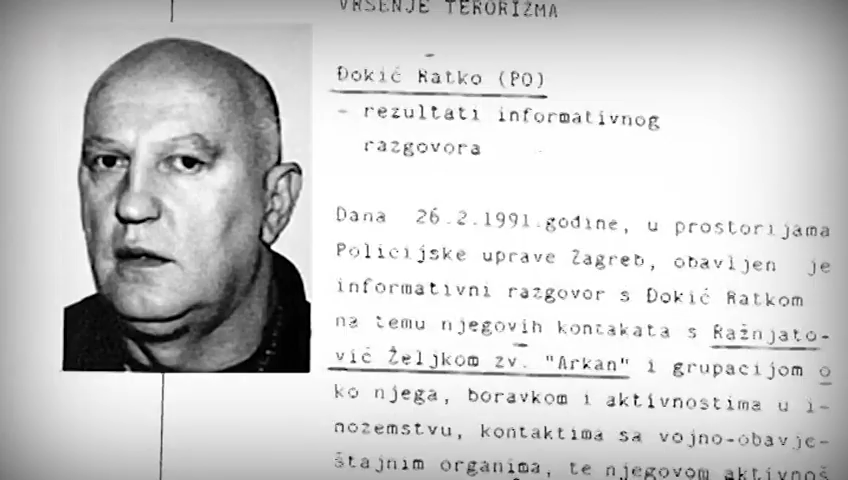 VRŠENJE TERORIZMA
Đokić Ratko (PO)
- rezultati informativnog
razgovora
Dana 26.2.1991.godine, u prostorijama
Policijske uprave Zagreb, obavljen je
informativni razgovor s Đokić Ratkom
na temu njegovih kontakata s Ražnjato-
vić Željkom zv. "Arkan" i grupacijom o
ko njega, boravkom i aktivnostima u i-
nozemstvu, kontaktima sa vojno-obavje-
štajnim organima, te njegovom aktivnoš